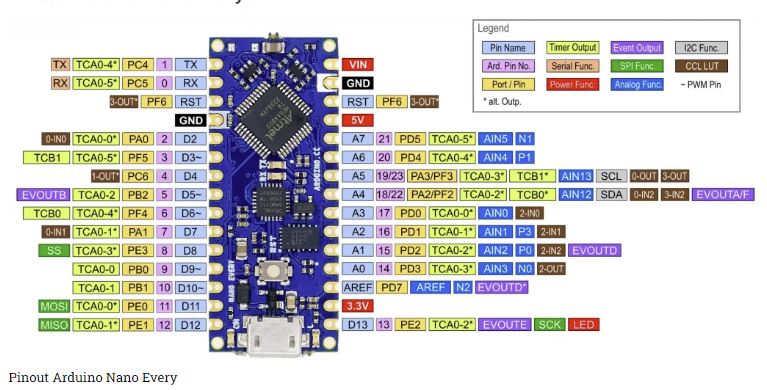 Legend
Pin Name Timer Output Event Output I2C Func.
Ard. Pin No. Serial Func. SPI Func. CCL LUT
Port / Pin Power Func. Analog Func. ~ PWM Pin
* alt. Outp.
TX TCA0-4* PC4 1 TX VIN
RX TCA0-5* PC5 0 RX GND
3-OUT* PF6 RST RST PF6 3-OUT*
GND 5V
0-IN0 TCA0-0* PA0 2 D2 A7 21 PD5 TCA0-5* AIN5 N1
TCB1 TCA0-5* PF5 3 D3~ A6 20 PD4 TCA0-4* AIN4 P1
1-OUT* PC6 4 D4 A5 19/23 PA3/PF3 TCA0-3* TCB1* AIN13 SCL 0-OUT 3-OUT
EVOUTB TCA0-2 PB2 5 D5~ A4 18/22 PA2/PF2 TCA0-2* TCB0* AIN12 SDA 0-IN2 3-IN2 EVOUTA/F
TCB0 TCA0-4* PF4 6 D6~ A3 17 PD0 TCA0-0* AIN0 2-IN0
0-IN1 TCA0-1* PA1 7 D7 A2 16 PD1 TCA0-1* AIN1 P3 2-IN1
SS TCA0-3* PE3 8 D8 A1 15 PD2 TCA0-2* AIN2 P0 2-IN2 EVOUTD
TCA0-0 PB0 9 D9~ A0 14 PD3 TCA0-3* AIN3 N0 2-OUT
TCA0-1 PB1 10 D10~ AREF PD7 AREF N2 EVOUTD*
MOSI TCA0-0* PE0 11 D11 3.3V
MISO TCA0-1* PE1 12 D12 D13 13 PE2 TCA0-2* EVOUTE SCK LED
ARDUINO.CC
RX TX
RST
NANO EVERY
Pinout Arduino Nano Every